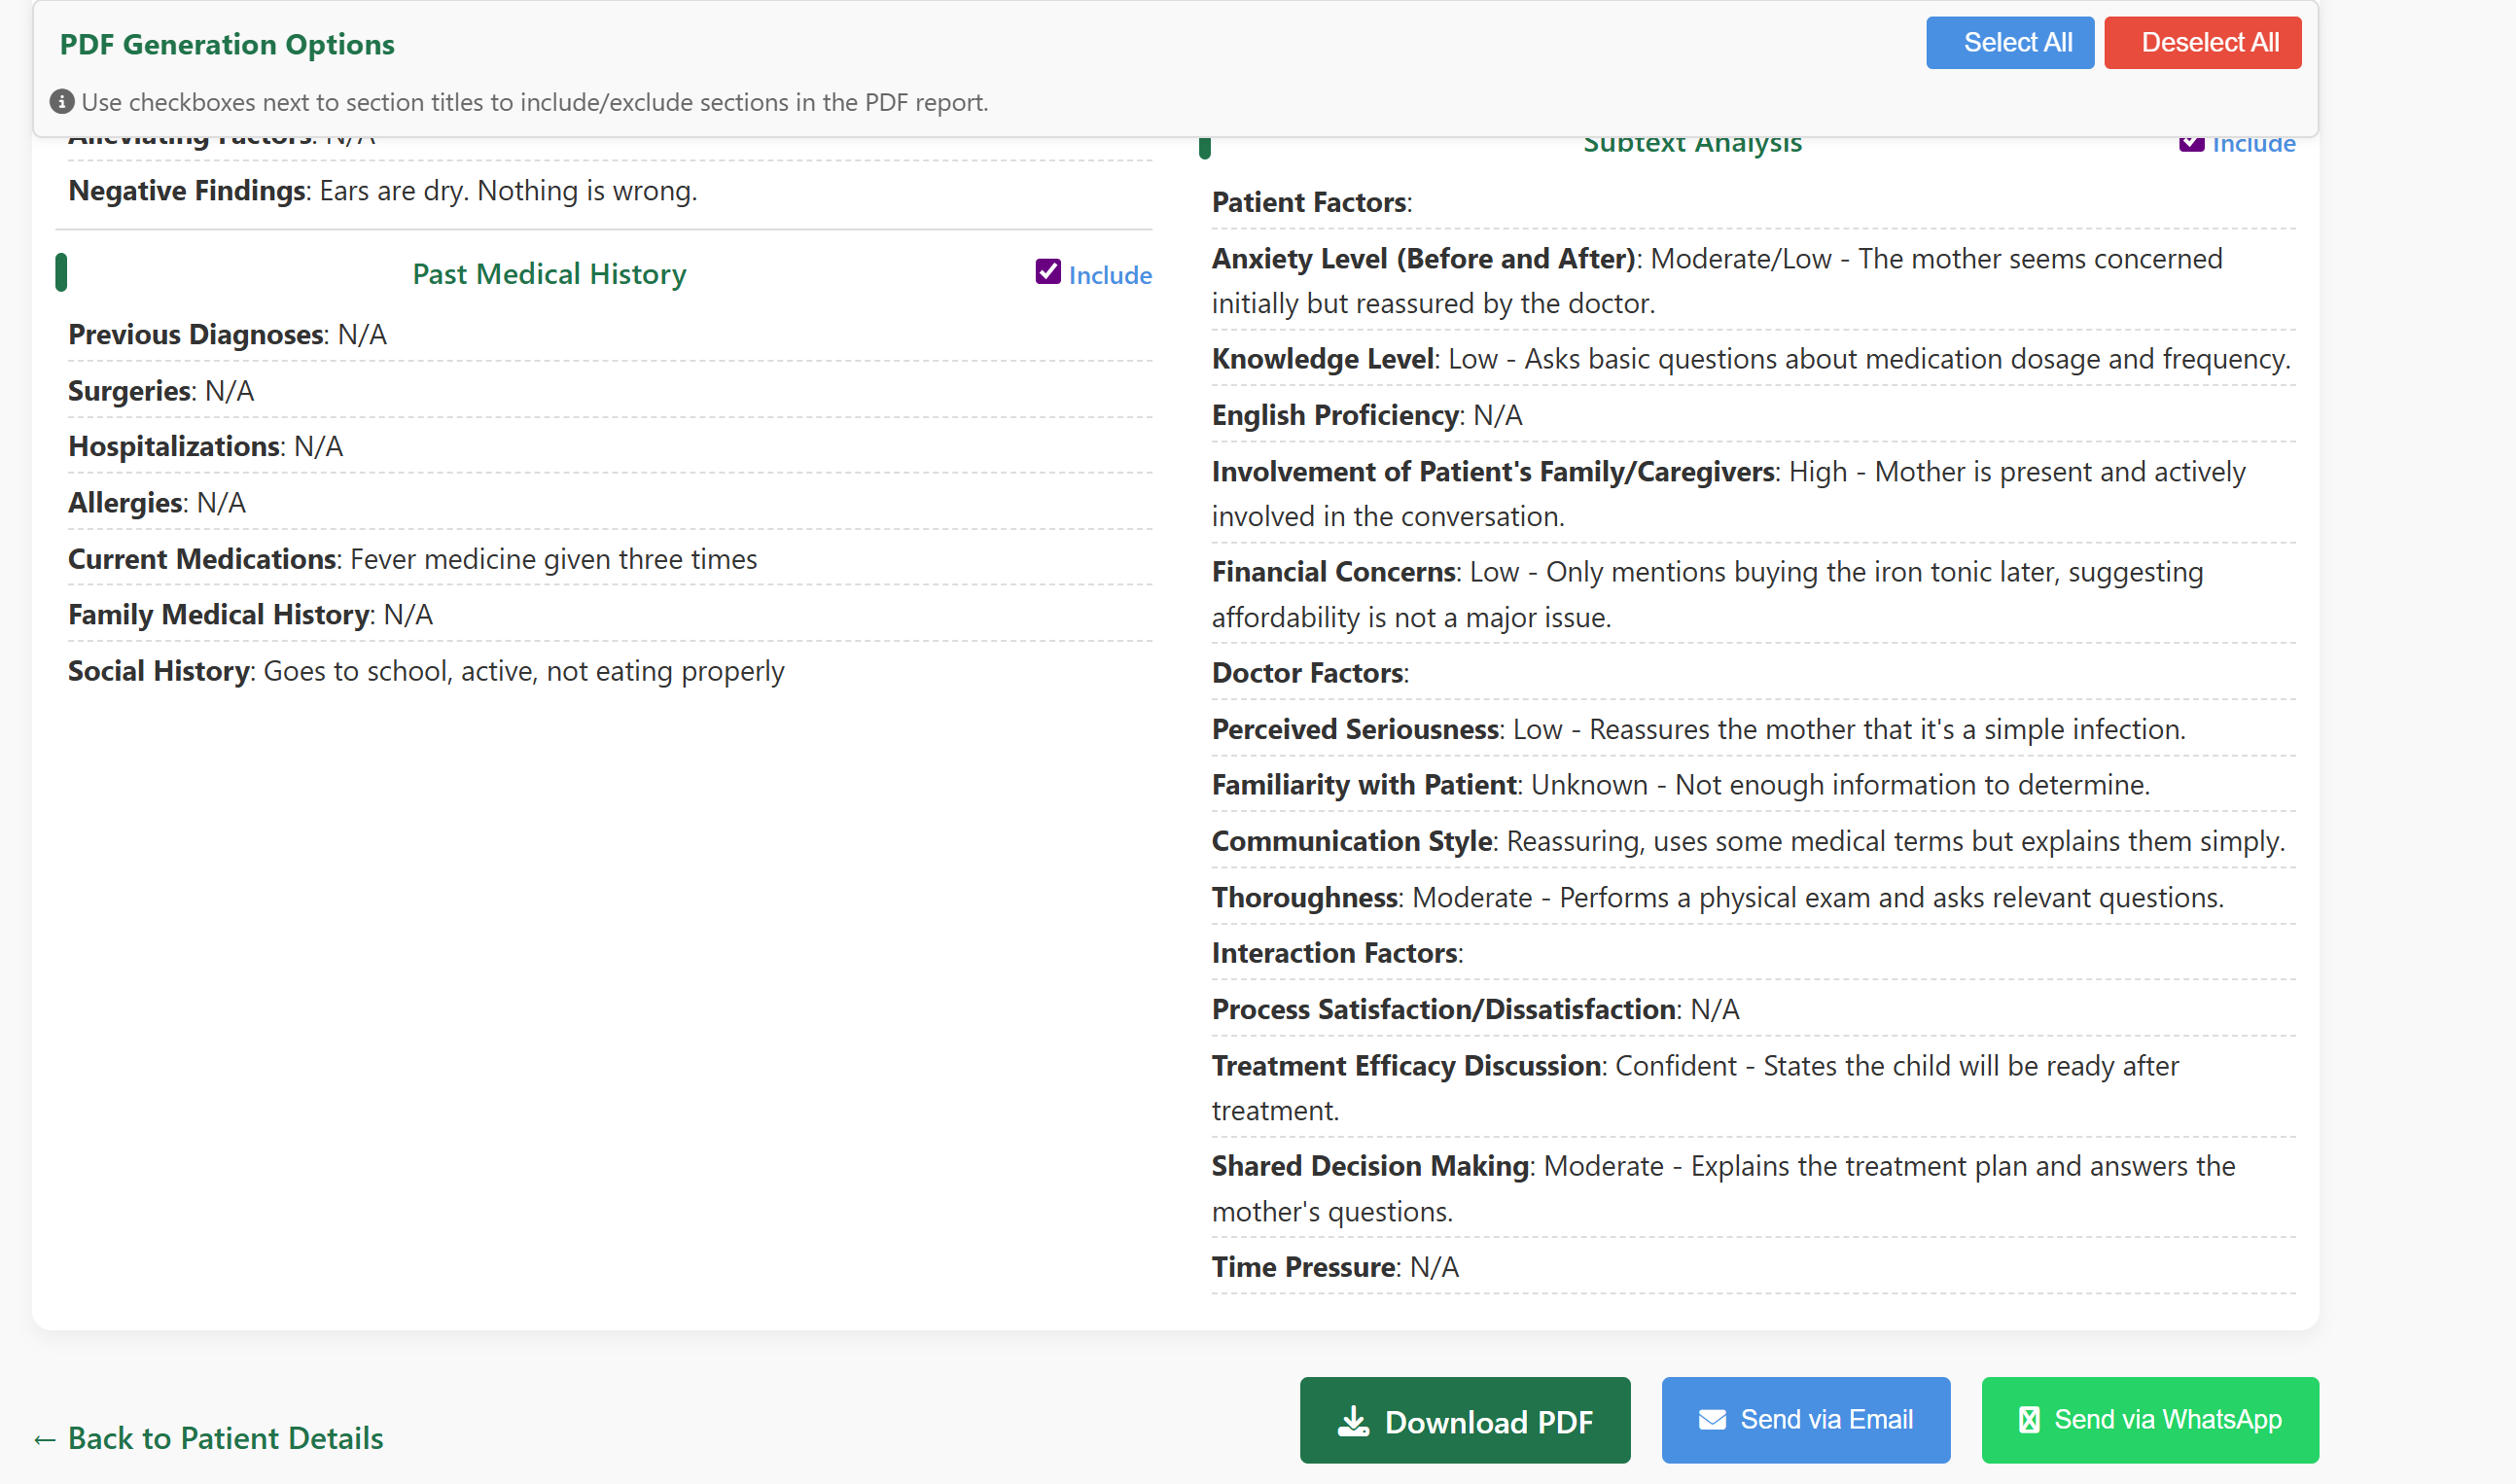 PDF Generation Options
Select All
Deselect All
Use checkboxes next to section titles to include/exclude sections in the PDF report.
Alleviating Factors: N/A
Negative Findings: Ears are dry. Nothing is wrong.
Past Medical History
Include
Previous Diagnoses: N/A
Surgeries: N/A
Hospitalizations: N/A
Allergies: N/A
Current Medications: Fever medicine given three times
Family Medical History: N/A
Social History: Goes to school, active, not eating properly
Subtext Analysis
Include
Patient Factors:
Anxiety Level (Before and After): Moderate/Low - The mother seems concerned
initially but reassured by the doctor.
Knowledge Level: Low - Asks basic questions about medication dosage and frequency.
English Proficiency: N/A
Involvement of Patient's Family/Caregivers: High - Mother is present and actively
involved in the conversation.
Financial Concerns: Low - Only mentions buying the iron tonic later, suggesting
affordability is not a major issue.
Doctor Factors:
Perceived Seriousness: Low - Reassures the mother that it's a simple infection.
Familiarity with Patient: Unknown - Not enough information to determine.
Communication Style: Reassuring, uses some medical terms but explains them simply.
Thoroughness: Moderate - Performs a physical exam and asks relevant questions.
Interaction Factors:
Process Satisfaction/Dissatisfaction: N/A
Treatment Efficacy Discussion: Confident - States the child will be ready after
treatment.
Shared Decision Making: Moderate - Explains the treatment plan and answers the
mother's questions.
Time Pressure: N/A
← Back to Patient Details
Download PDF
Send via Email
Send via WhatsApp